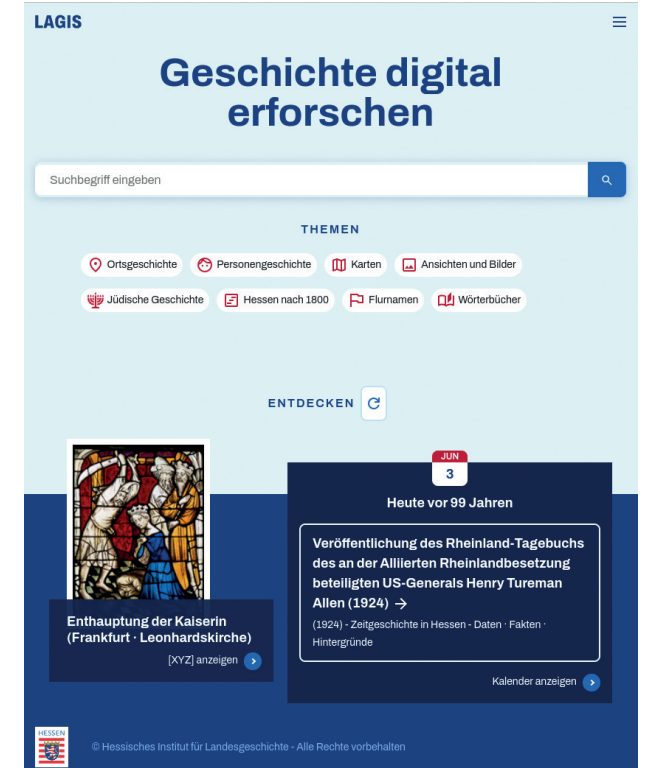 LAGIS
Geschichte digital
erforschen
Suchbegriff eingeben
THEMEN
Ortsgeschichte
Personengeschichte
Karten
Ansichten und Bilder
Jüdische Geschichte
Hessen nach 1800
Flurnamen
Wörterbücher
ENTDECKEN
Enthauptung der Kaiserin
(Frankfurt · Leonhardskirche)
[XYZ] anzeigen
JUN
3
Heute vor 99 Jahren
Veröffentlichung des Rheinland-Tagebuchs
des an der Alliierten Rheinlandbesetzung
beteiligten US-Generals Henry Tureman
Allen (1924) →
(1924) - Zeitgeschichte in Hessen - Daten · Fakten ·
Hintergründe
Kalender anzeigen
HESSEN
© Hessisches Institut für Landesgeschichte - Alle Rechte vorbehalten